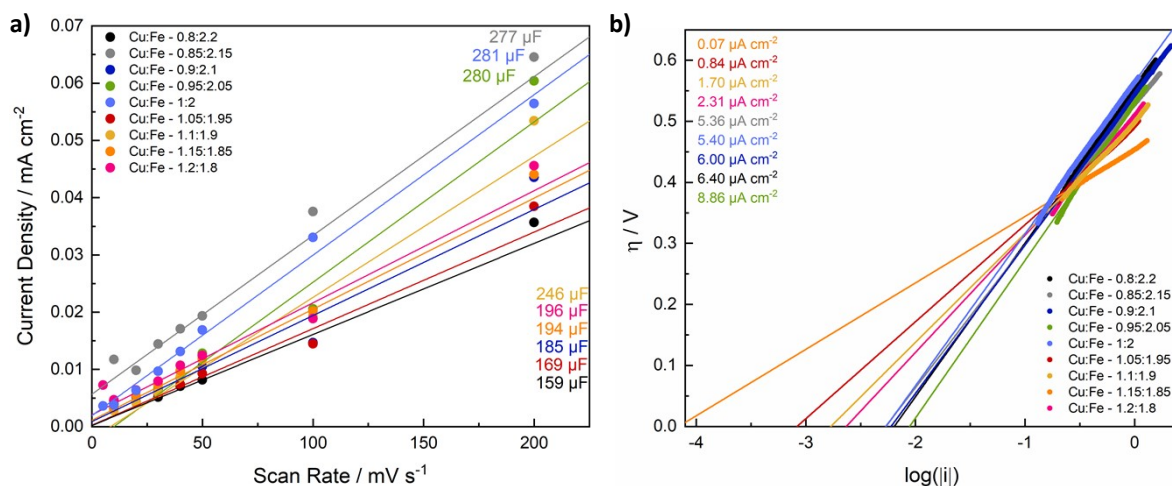 a)
0.07
0.06
0.05
0.04
0.03
0.02
0.01
0.00
Current Density / mA cm-2
Cu:Fe - 0.8:2.2
Cu:Fe - 0.85:2.15
Cu:Fe - 0.9:2.1
Cu:Fe - 0.95:2.05
Cu:Fe - 1:2
Cu:Fe - 1.05:1.95
Cu:Fe - 1.1:1.9
Cu:Fe - 1.15:1.85
Cu:Fe - 1.2:1.8
277 μF
281 μF
280 μF
246 μF
196 μF
194 μF
185 μF
169 μF
159 μF
0 50 100 150 200
Scan Rate / mV s-1
b)
0.6
0.5
0.4
0.3
0.2
0.1
0.0
η / V
0.07 μA cm-2
0.84 μA cm-2
1.70 μA cm-2
2.31 μA cm-2
5.36 μA cm-2
5.40 μA cm-2
6.00 μA cm-2
6.40 μA cm-2
8.86 μA cm-2
Cu:Fe - 0.8:2.2
Cu:Fe - 0.85:2.15
Cu:Fe - 0.9:2.1
Cu:Fe - 0.95:2.05
Cu:Fe - 1:2
Cu:Fe - 1.05:1.95
Cu:Fe - 1.1:1.9
Cu:Fe - 1.15:1.85
Cu:Fe - 1.2:1.8
-4 -3 -2 -1 0
log(|i|)